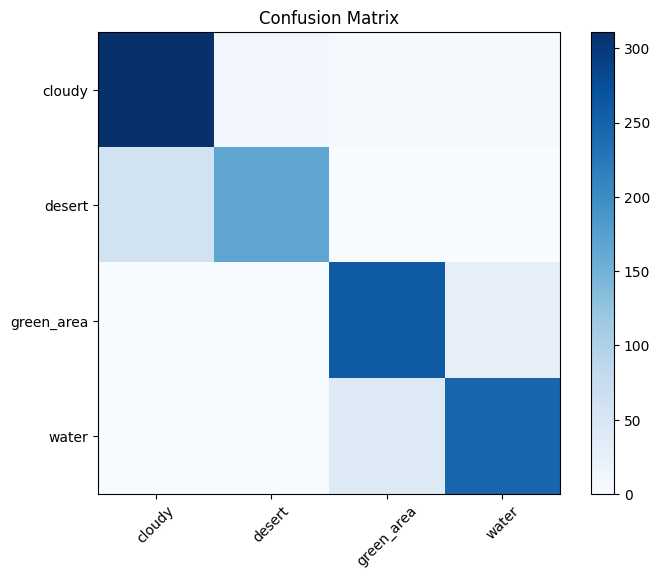 Confusion Matrix
cloudy
desert
green_area
water
cloudy
desert
green_area
water
300
250
200
150
100
50
0